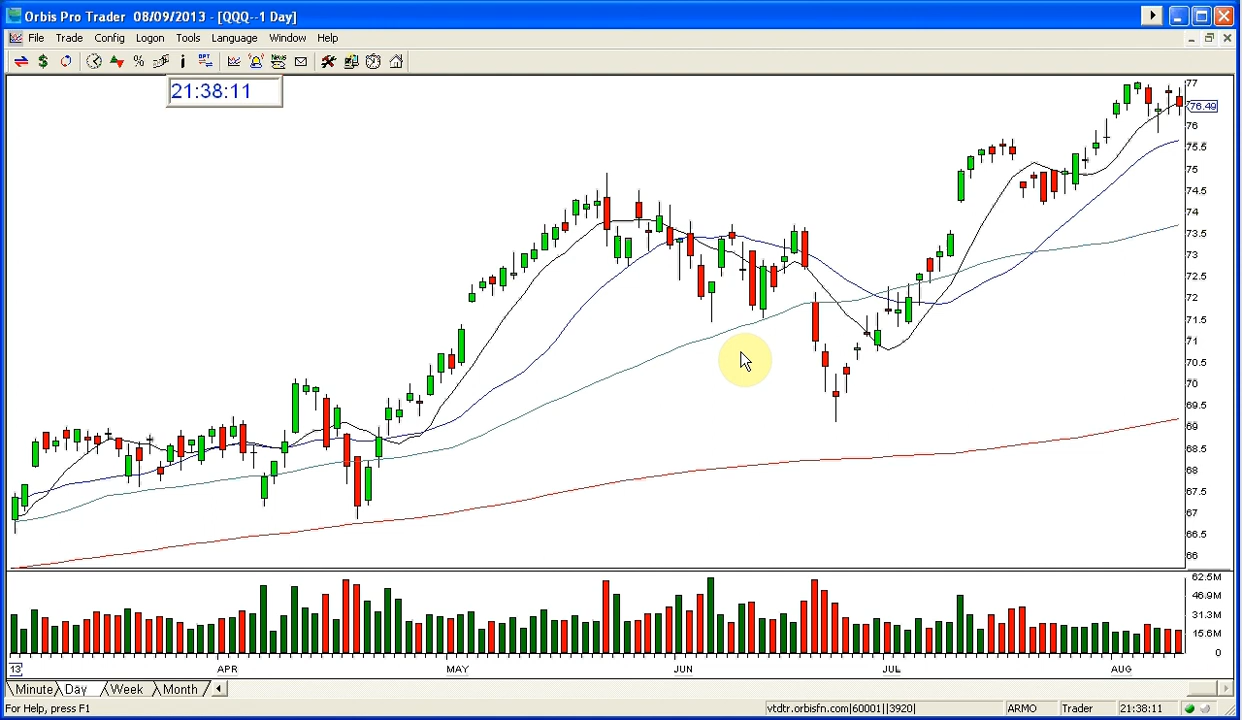 Orbis Pro Trader 08/09/2013 - [QQQ--1 Day]
File Trade Config Logon Tools Language Window Help
21:38:11
77
76.49
76
75.5
75
74.5
74
73.5
73
72.5
72
71.5
71
70.5
70
69.5
69
68.5
68
67.5
67
66.5
66
62.5M
46.9M
31.3M
15.6M
0
13 APR MAY JUN JUL AUG
Minute Day Week Month
For Help, press F1 vtdtr.orbisfn.com|60001||3920| ARMO Trader 21:38:11